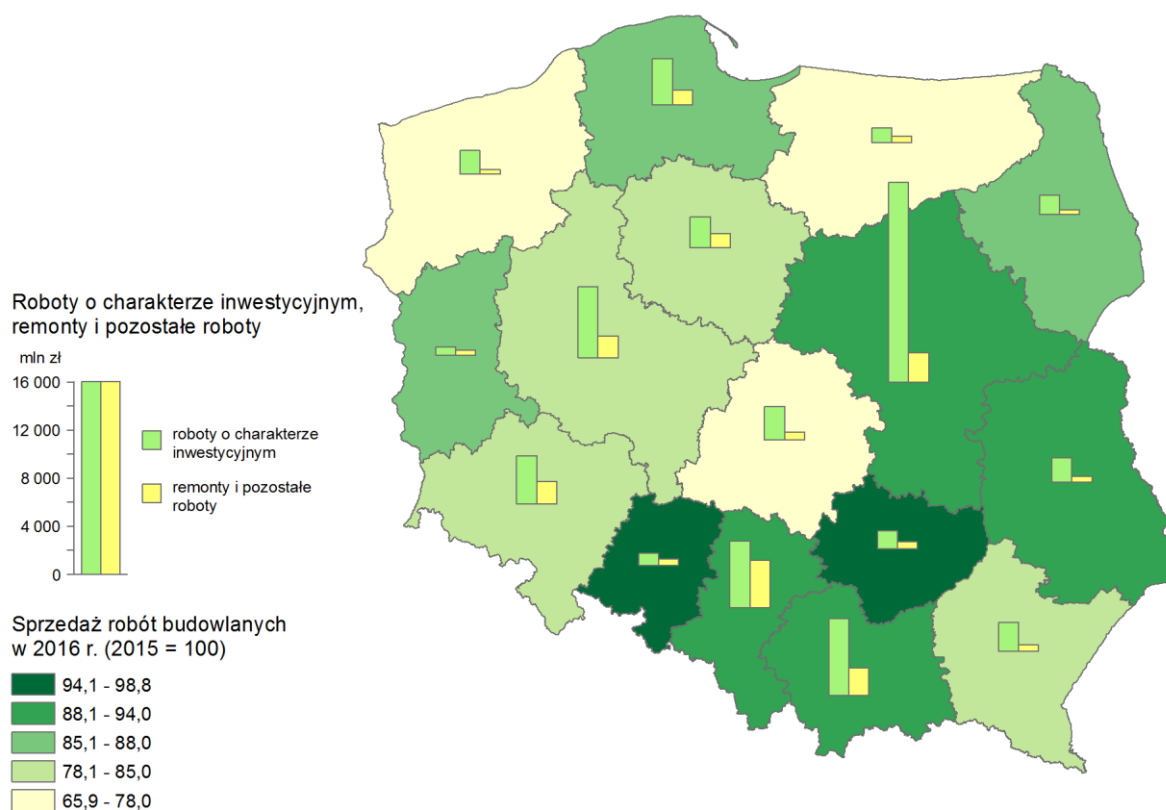 Roboty o charakterze inwestycyjnym,
remonty i pozostałe roboty
mln zł
16 000
12 000
8 000
4 000
0
roboty o charakterze
inwestycyjnym
remonty i pozostałe
roboty
Sprzedaż robót budowlanych
w 2016 r. (2015 = 100)
94,1 - 98,8
88,1 - 94,0
85,1 - 88,0
78,1 - 85,0
65,9 - 78,0